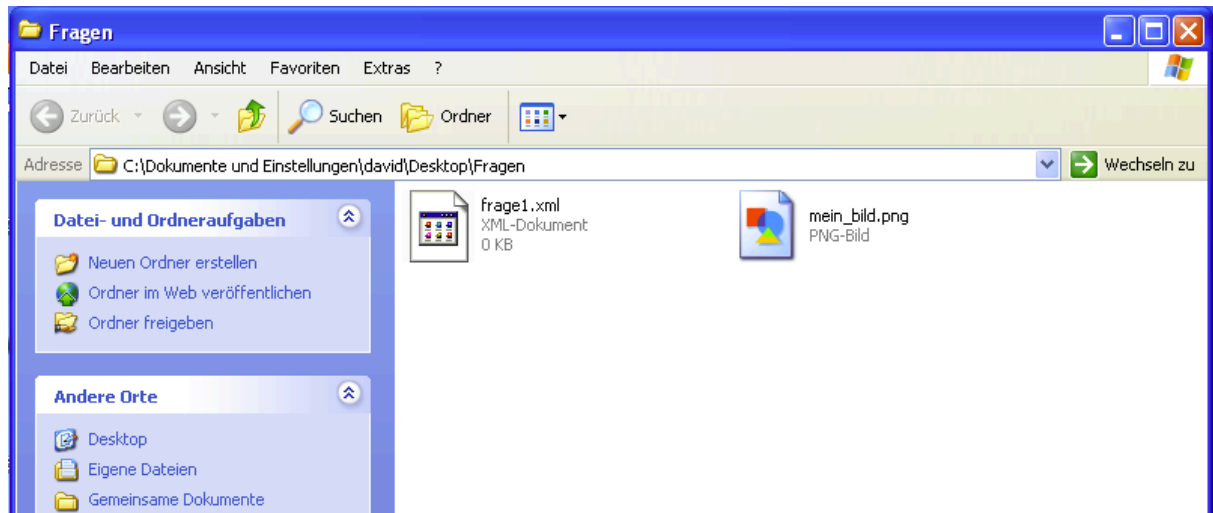 Fragen
Datei Bearbeiten Ansicht Favoriten Extras ?
Zurück Suchen Ordner
Adresse C:\Dokumente und Einstellungen\david\Desktop\Fragen Wechseln zu
Datei- und Ordneraufgaben
Neuen Ordner erstellen
Ordner im Web veröffentlichen
Ordner freigeben
Andere Orte
Desktop
Eigene Dateien
Gemeinsame Dokumente
frage1.xml
XML-Dokument
0 KB
mein_bild.png
PNG-Bild